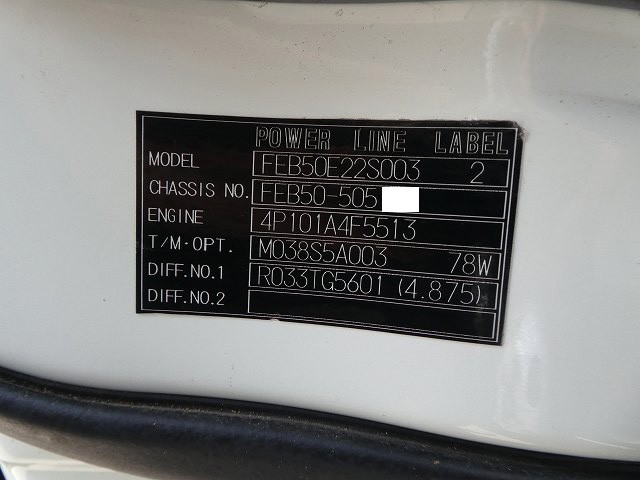 POWER LINE LABEL
MODEL FEB50E22S003 2
CHASSIS NO. FEB50-505
ENGINE 4P101A4F5513
T/M·OPT. M038S5A003 78W
DIFF.NO.1 R033TG5601 (4.875)
DIFF.NO.2